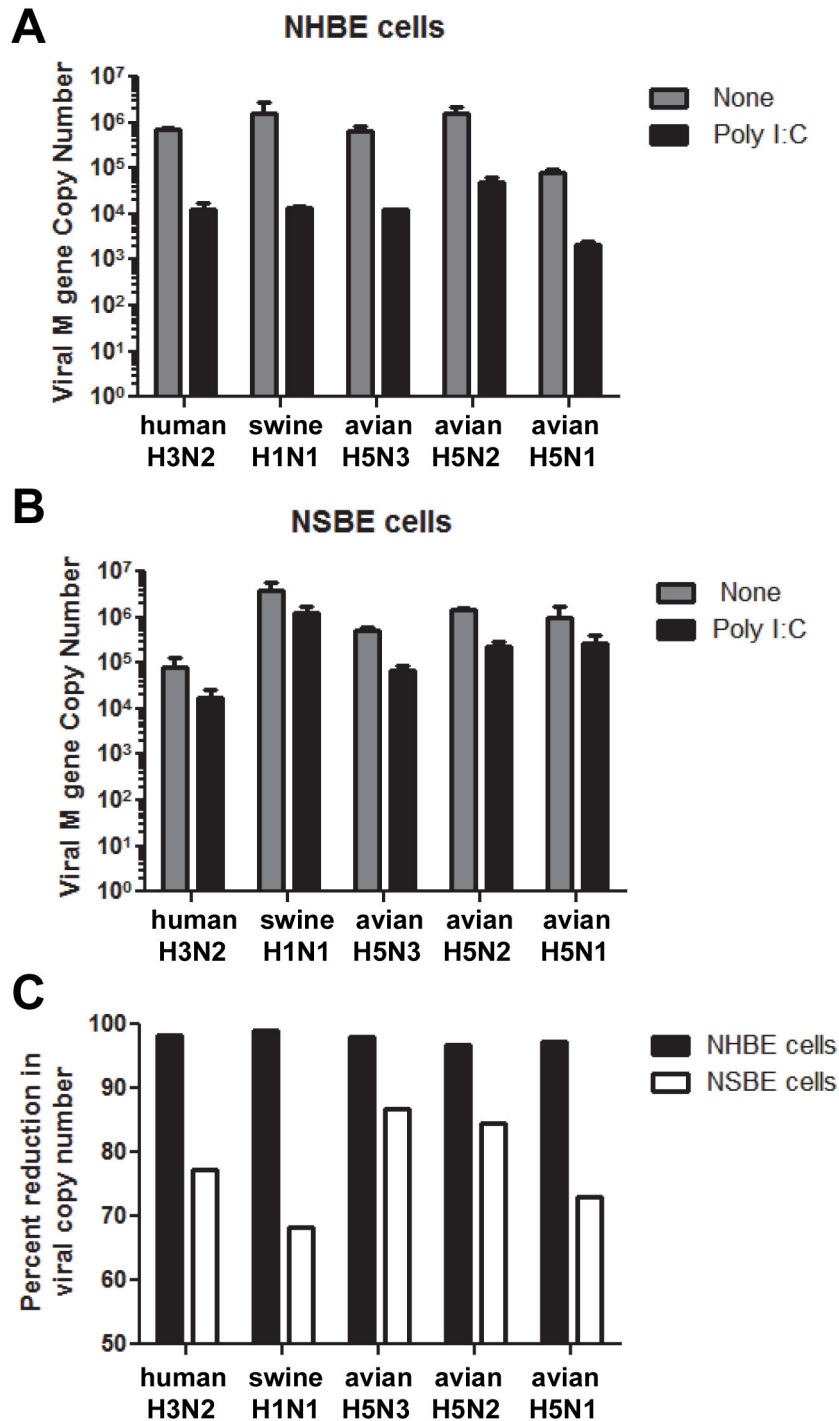 A
NHBE cells
Viral M gene Copy Number
10⁷
10⁶
10⁵
10⁴
10³
10²
10¹
10⁰
None
Poly I:C
human swine avian avian avian
H3N2 H1N1 H5N3 H5N2 H5N1
B
NSBE cells
Viral M gene Copy Number
10⁷
10⁶
10⁵
10⁴
10³
10²
10¹
10⁰
None
Poly I:C
human swine avian avian avian
H3N2 H1N1 H5N3 H5N2 H5N1
C
Percent reduction in
viral copy number
100
90
80
70
60
50
NHBE cells
NSBE cells
human swine avian avian avian
H3N2 H1N1 H5N3 H5N2 H5N1